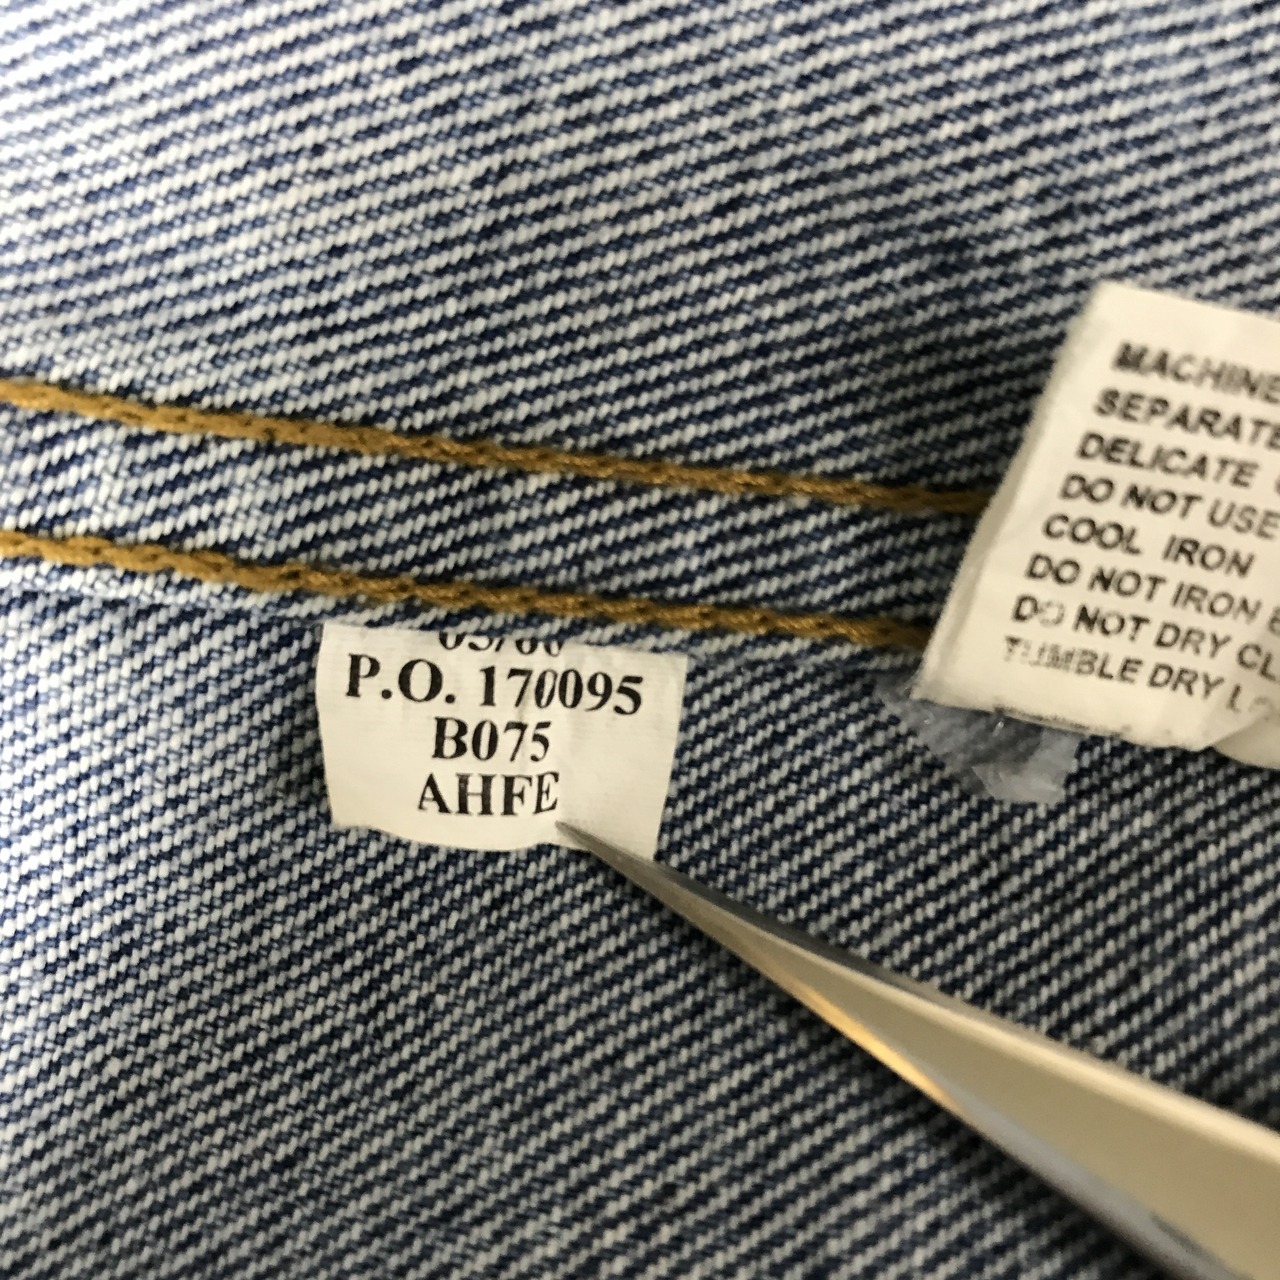 P.O. 170095
B075
AHFE
MACHINE
SEPARATE
DELICATE
DO NOT USE
COOL IRON
DO NOT IRON
DO NOT DRY CL
TUMBLE DRY